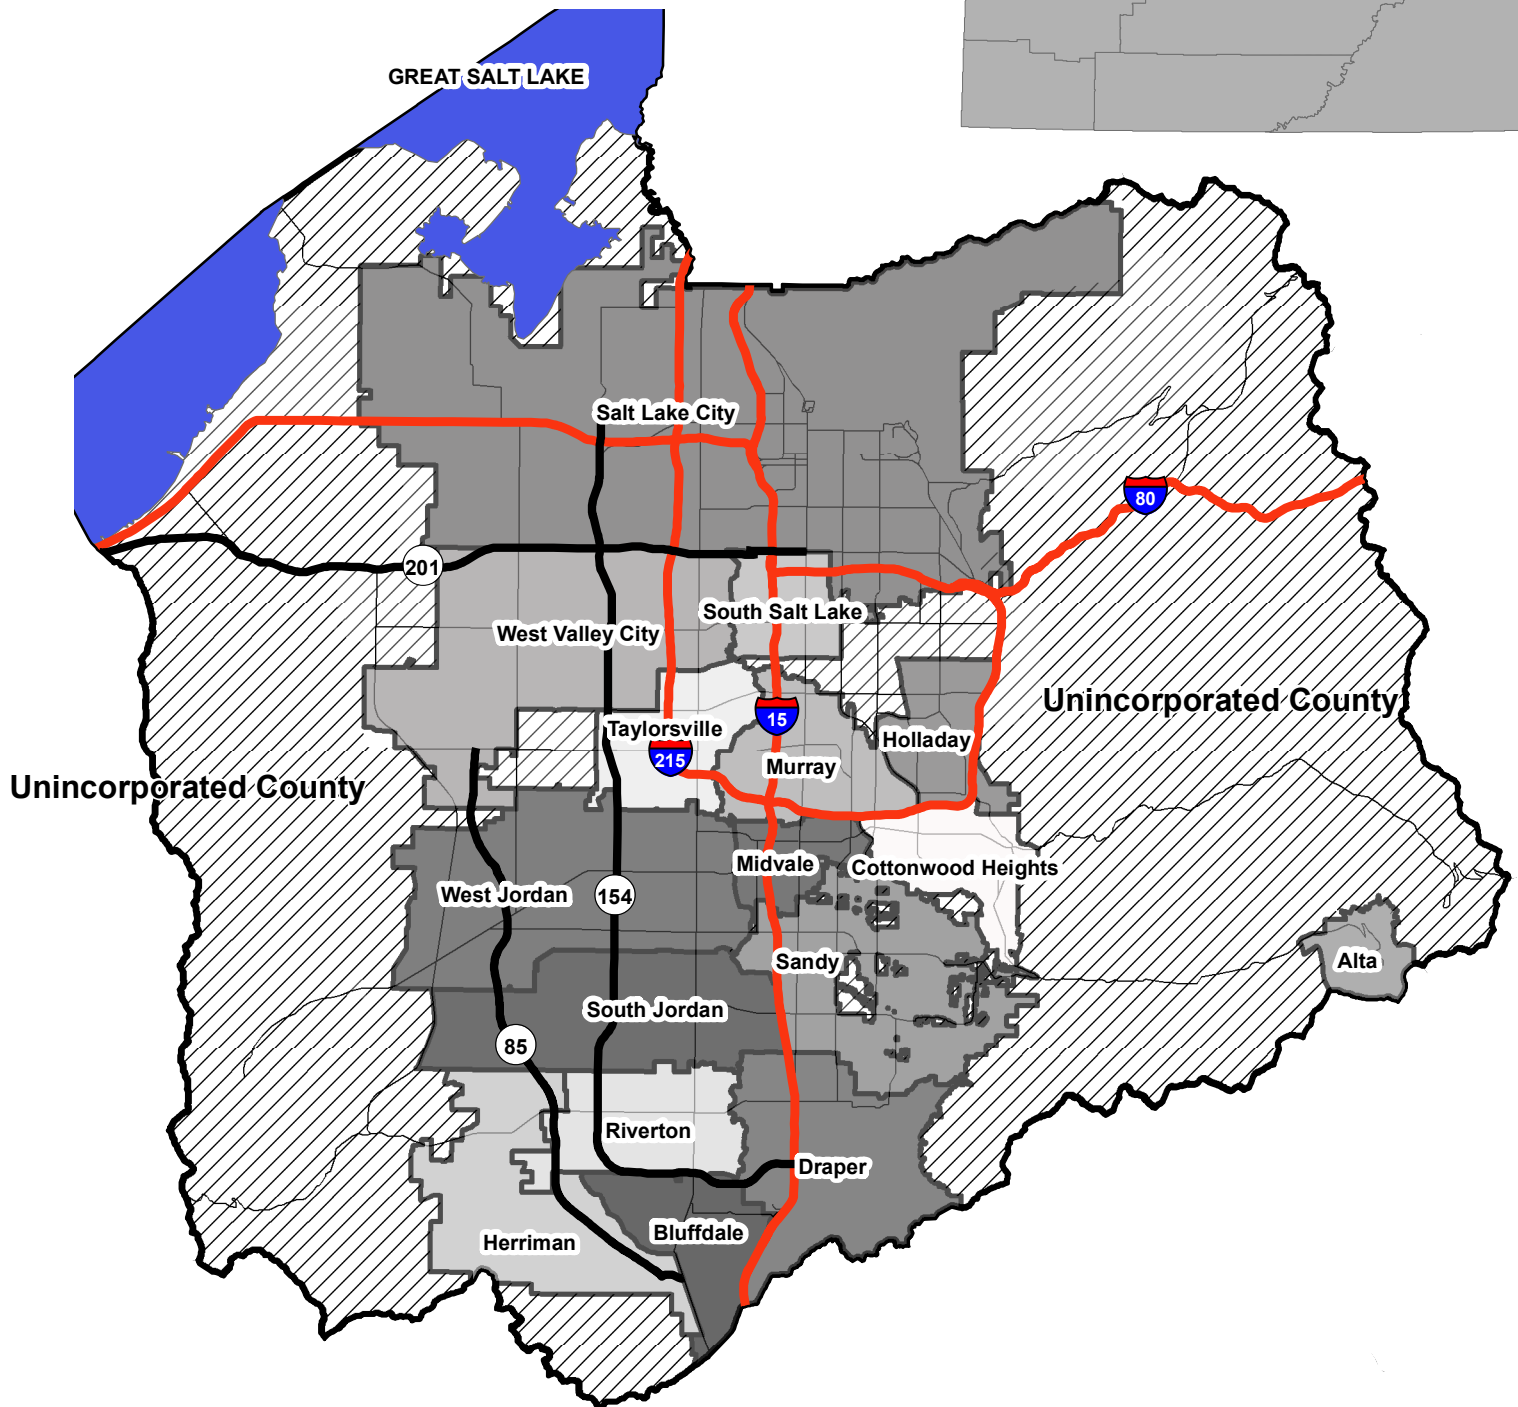 GREAT SALT LAKE
Salt Lake City
80
201
South Salt Lake
West Valley City
Unincorporated County
15
Taylorsville
Holladay
215
Murray
Unincorporated County
Midvale
Cottonwood Heights
West Jordan
154
Sandy
Alta
South Jordan
85
Riverton
Draper
Bluffdale
Herriman